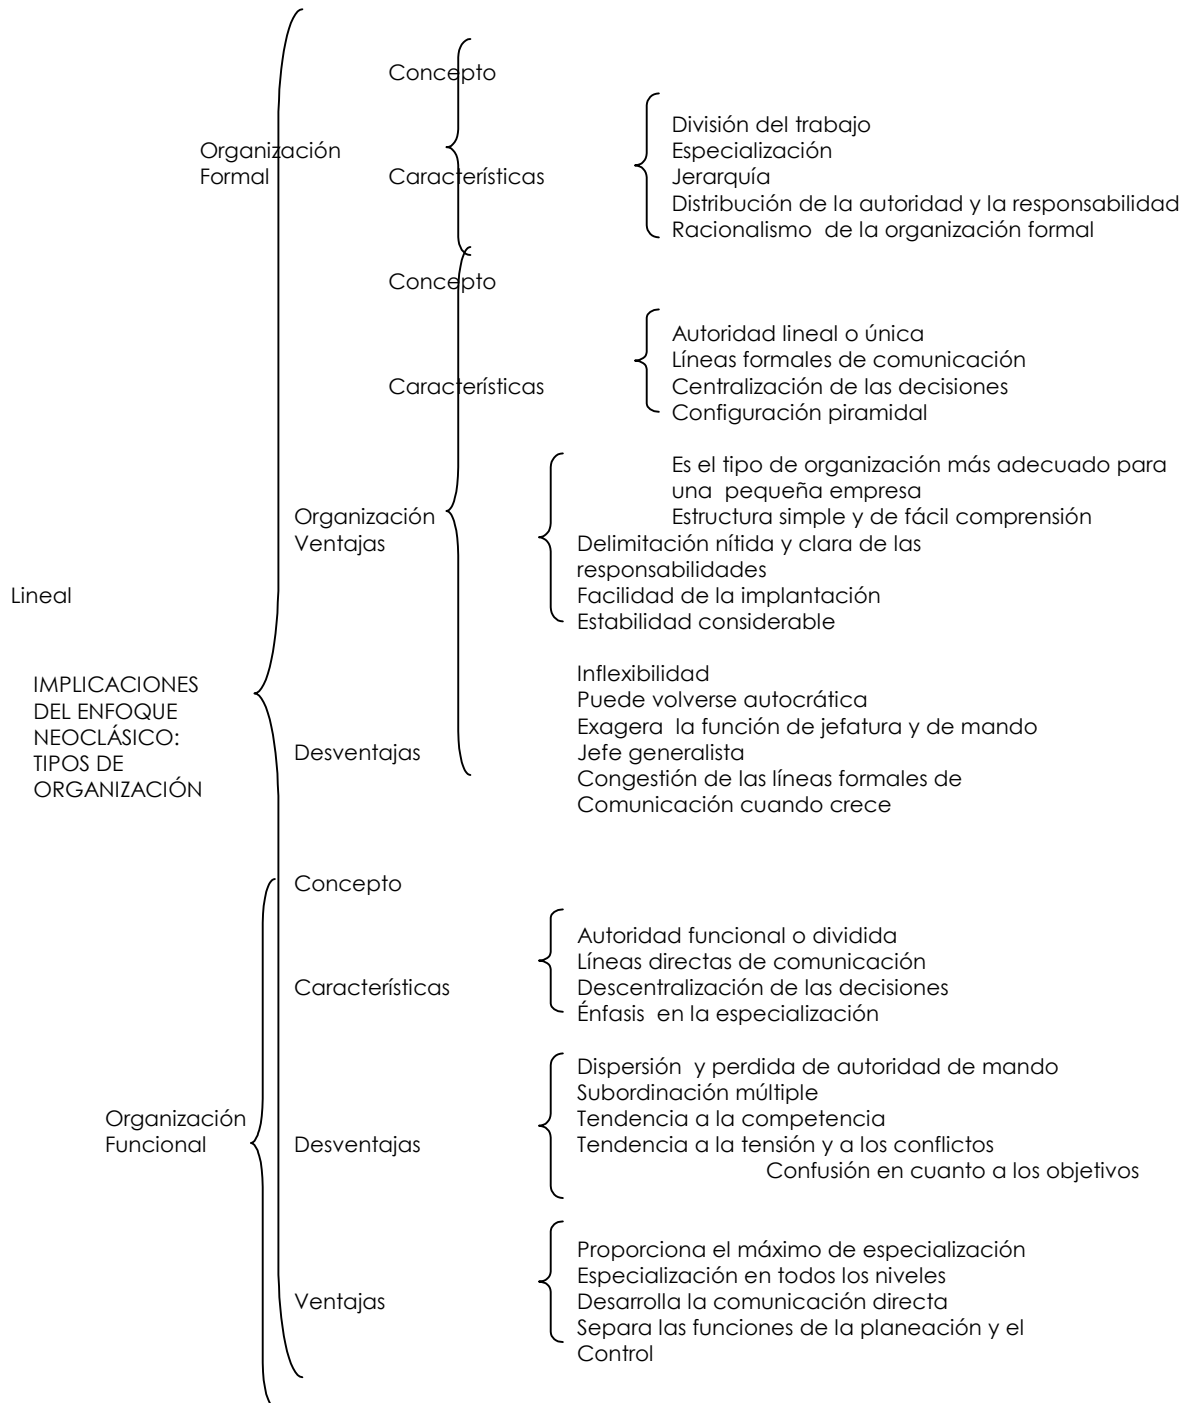 Concepto
División del trabajo
Organización Especialización
Formal Características Jerarquía
Distribución de la autoridad y la responsabilidad
Racionalismo de la organización formal
Concepto
Autoridad lineal o única
Líneas formales de comunicación
Características Centralización de las decisiones
Configuración piramidal
Es el tipo de organización más adecuado para
una pequeña empresa
Organización Estructura simple y de fácil comprensión
Ventajas Delimitación nítida y clara de las
responsabilidades
Lineal Facilidad de la implantación
Estabilidad considerable
Inflexibilidad
IMPLICACIONES Puede volverse autocrática
DEL ENFOQUE Exagera la función de jefatura y de mando
NEOCLÁSICO: Desventajas Jefe generalista
TIPOS DE Congestión de las líneas formales de
ORGANIZACIÓN Comunicación cuando crece
Concepto
Autoridad funcional o dividida
Líneas directas de comunicación
Características Descentralización de las decisiones
Énfasis en la especialización
Dispersión y perdida de autoridad de mando
Subordinación múltiple
Organización Tendencia a la competencia
Funcional Desventajas Tendencia a la tensión y a los conflictos
Confusión en cuanto a los objetivos
Proporciona el máximo de especialización
Especialización en todos los niveles
Ventajas Desarrolla la comunicación directa
Separa las funciones de la planeación y el
Control